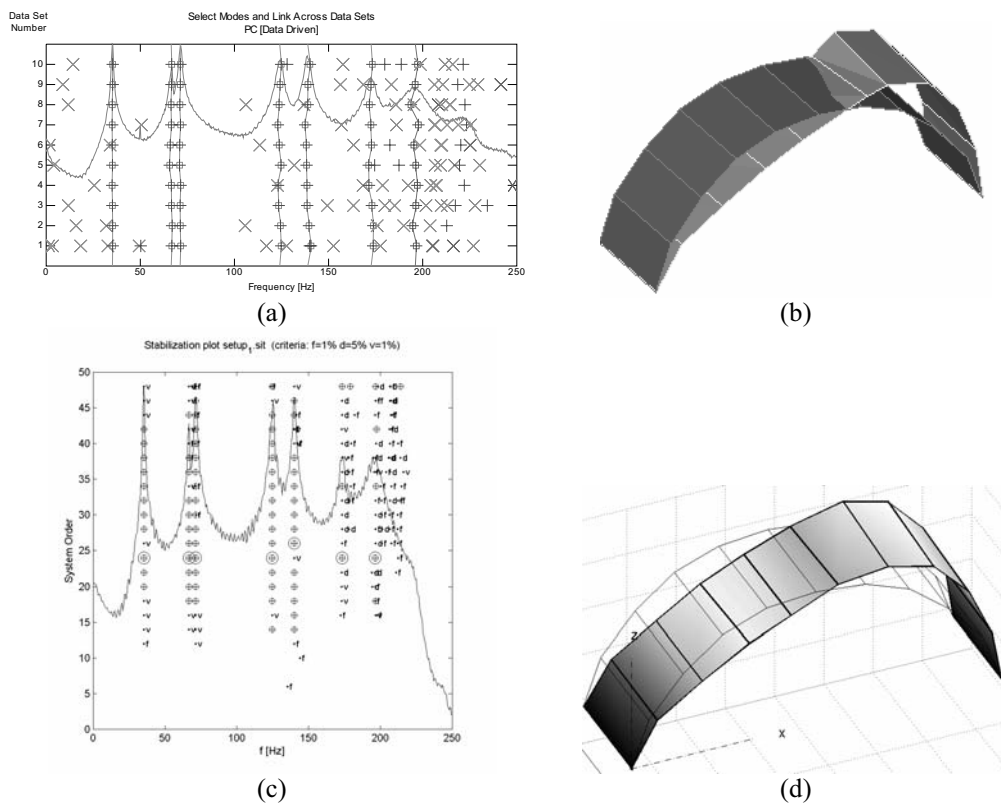 Data Set
Number
Select Modes and Link Across Data Sets
PC [Data Driven]
10
9
8
7
6
5
4
3
2
1
0
50
100
150
200
250
Frequency [Hz]
(a)
(b)
Stabilization plot setup1.sit (criteria: f=1% d=5% v=1%)
50
45
40
35
30
25
20
15
10
5
0
System Order
0
50
100
150
200
250
f [Hz]
(c)
Z
X
(d)